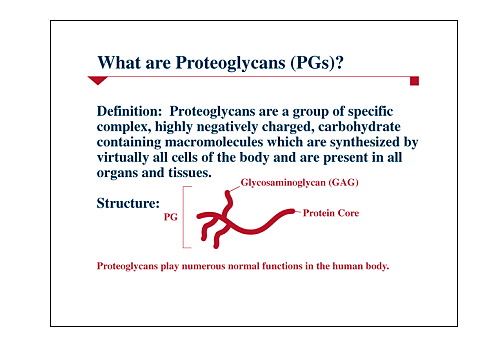 What are Proteoglycans (PGs)?
Definition:  Proteoglycans are a group of specific
complex, highly negatively charged, carbohydrate
containing macromolecules which are synthesized by
virtually all cells of the body and are present in all
organs and tissues.
Glycosaminoglycan (GAG)
Structure:
PG
Protein Core
Proteoglycans play numerous normal functions in the human body.